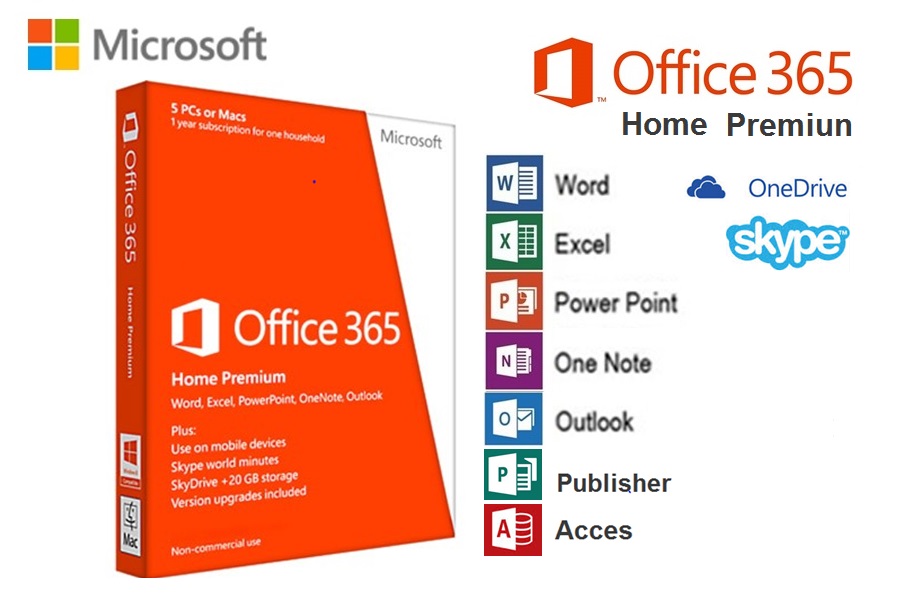 Microsoft
5 PCs or Macs
1 year subscription for one household
Microsoft
Office 365
Home Premium
Office 365
Home Premium
Word, Excel, PowerPoint, OneNote, Outlook
Plus:
Use on mobile devices
Skype world minutes
SkyDrive +20 GB storage
Version upgrades included
Non-commercial use
Mac
Office 365
TM
Home Premiun
W Word
X Excel
P Power Point
N One Note
O Outlook
P Publisher
A Acces
OneDrive
skype TM